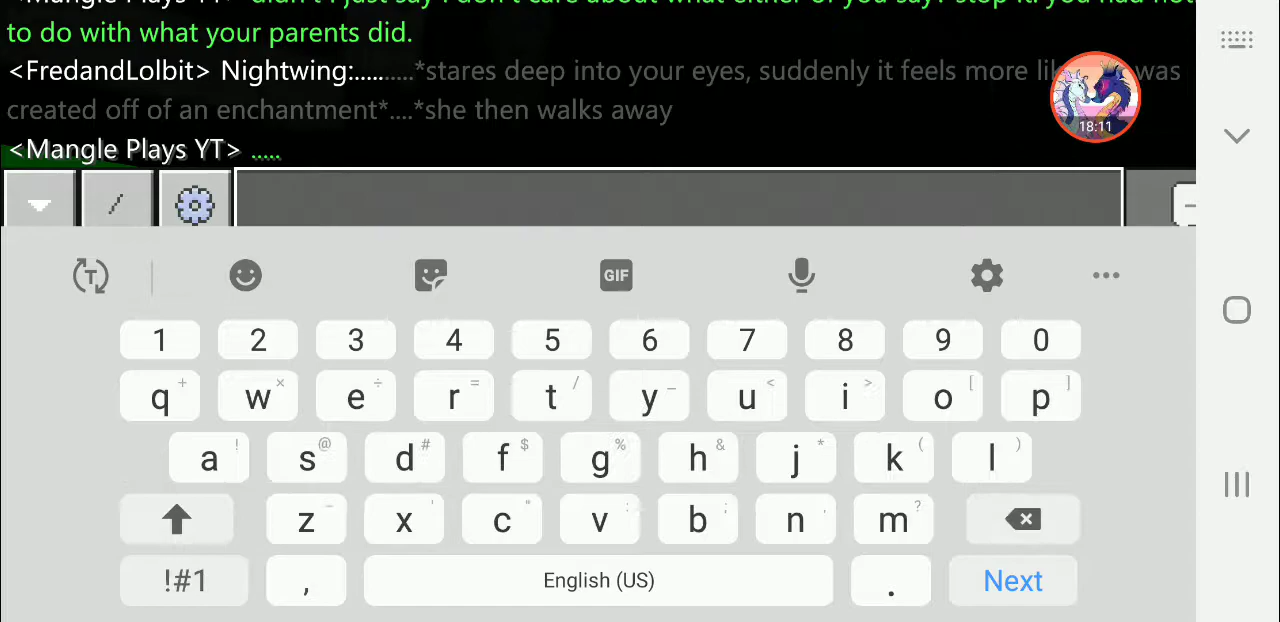 to do with what your parents did.
<FredandLolbit> Nightwing:..........*stares deep into your eyes, suddenly it feels more was
created off of an enchantment*....*she then walks away
<Mangle Plays YT> .....
18:11
/
GIF
1 2 3 4 5 6 7 8 9 0
q + w × e ÷ r = t / y _ u < i > o [ p ]
a ! s @ d # f $ g % h & j * k ( l )
z - x ' c " v : b ; n , m ?
!#1 , English (US) . Next